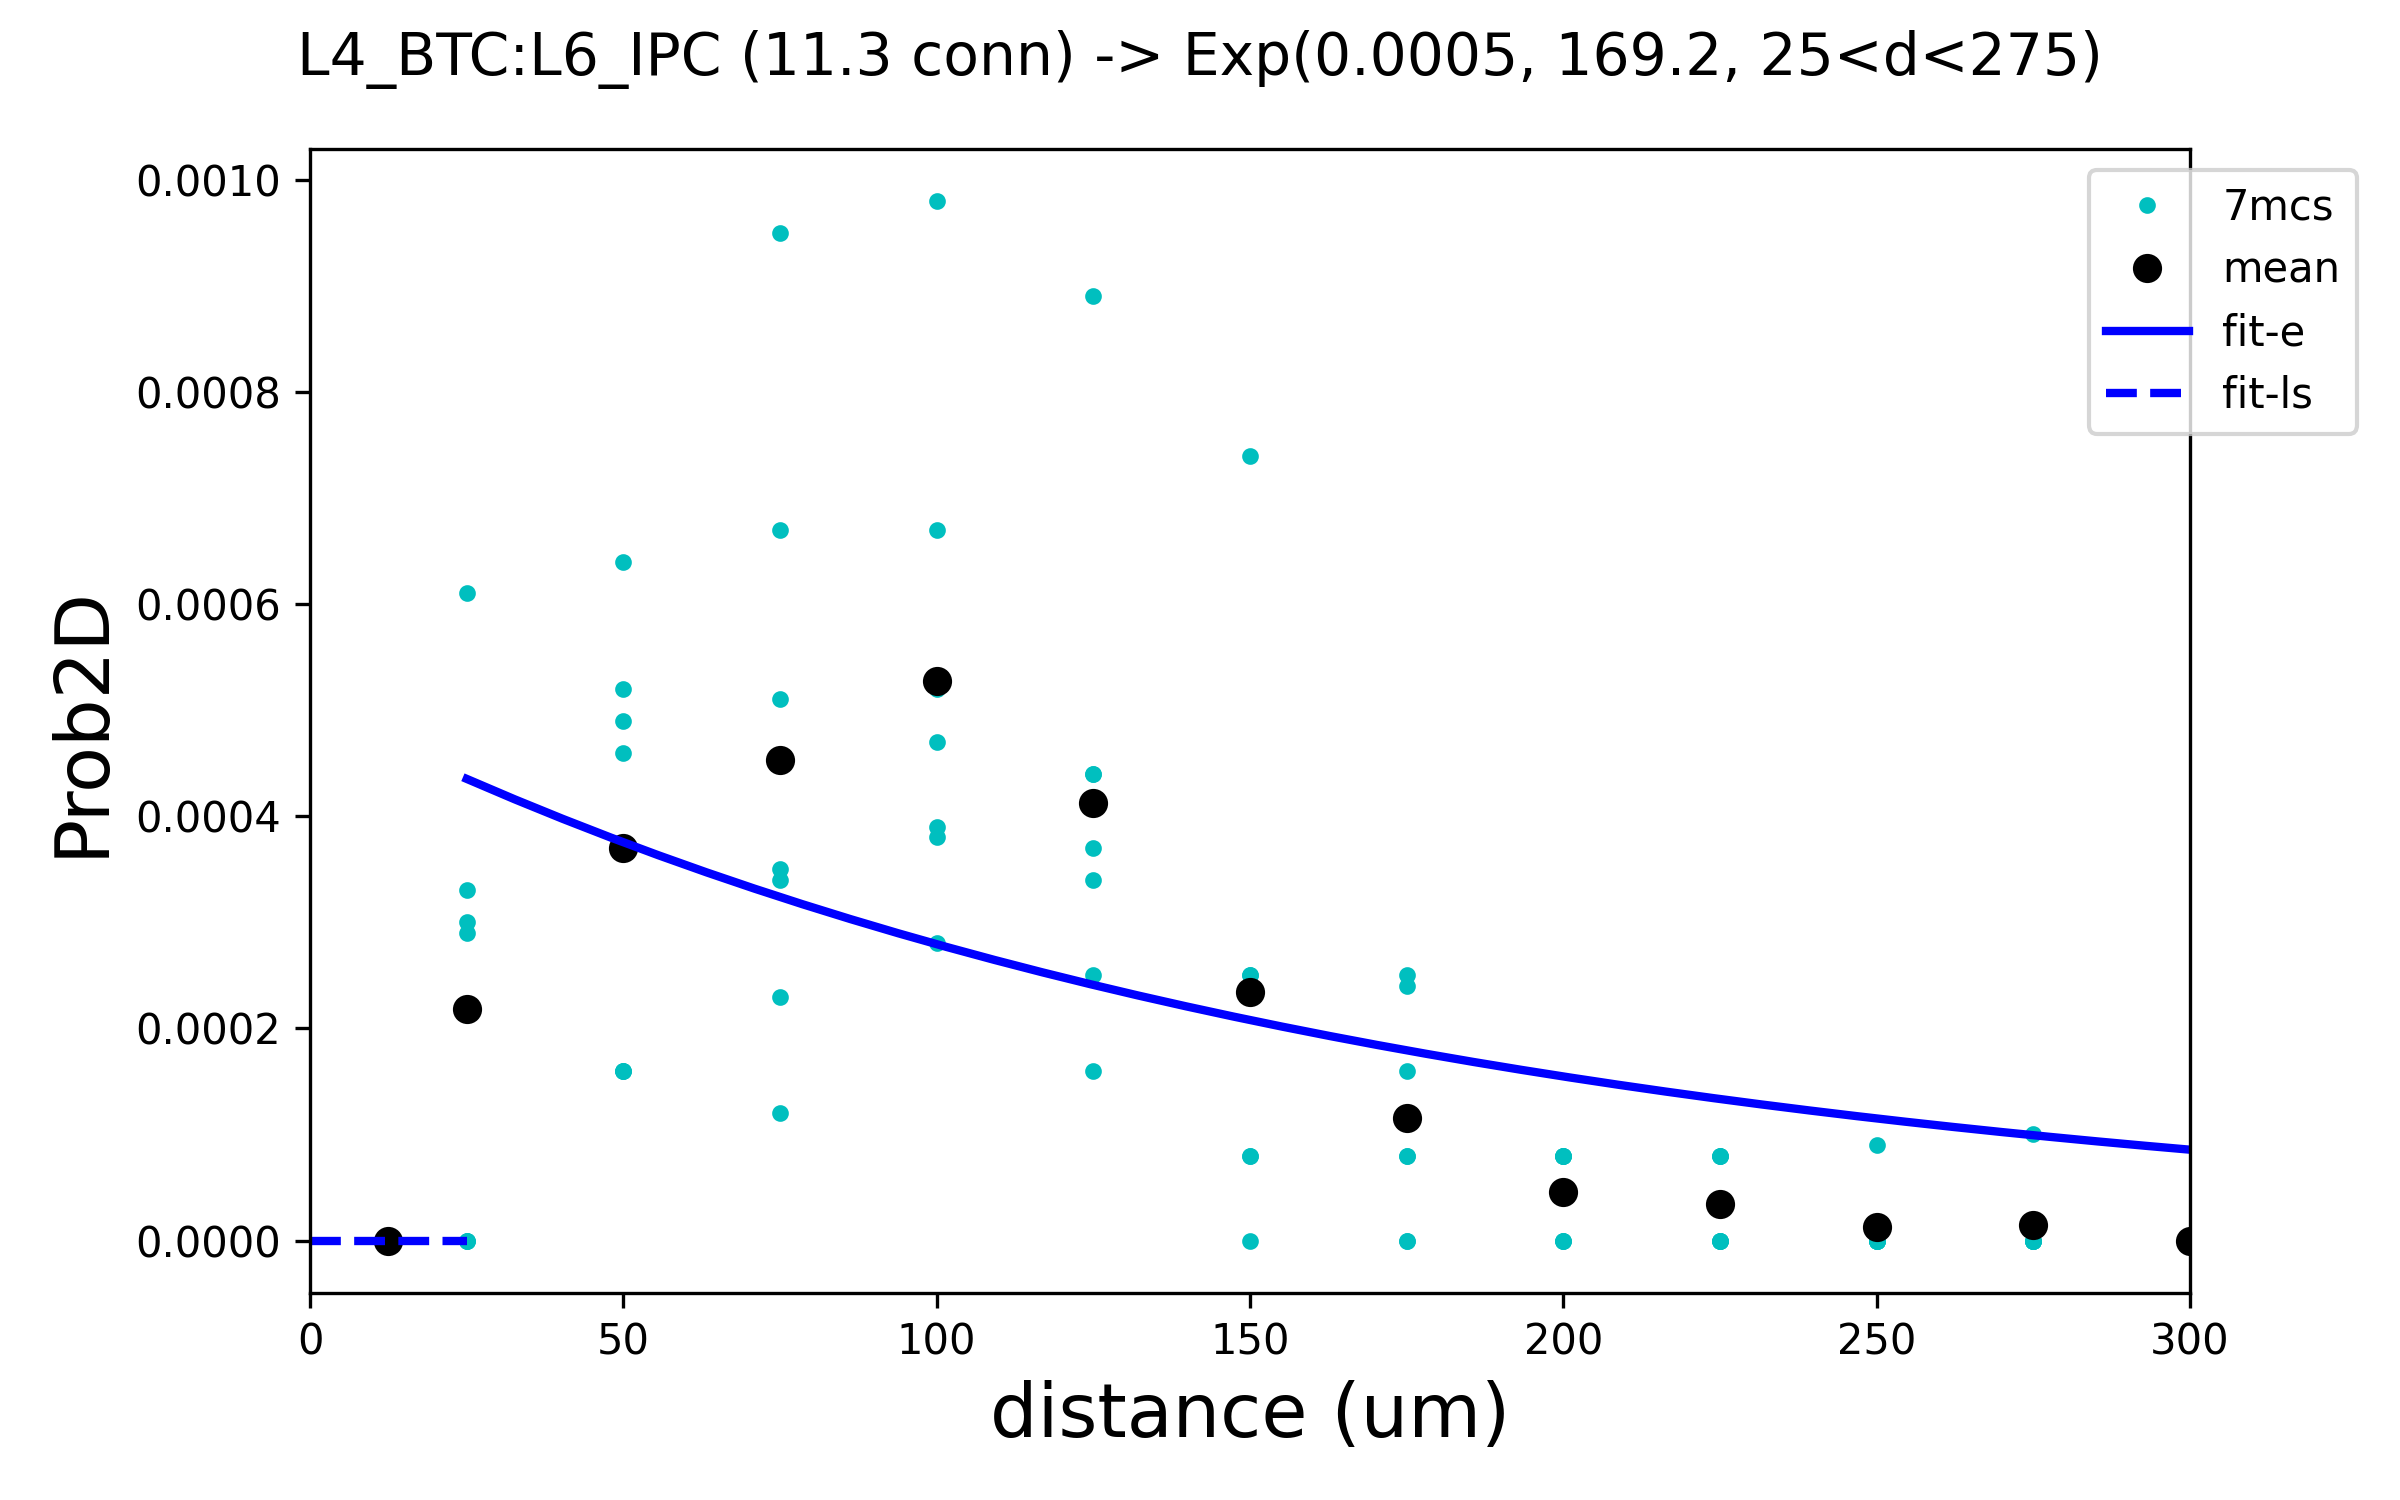 L4_BTC:L6_IPC (11.3 conn) -> Exp(0.0005, 169.2, 25<d<275)
0.0010
0.0008
0.0006
0.0004
0.0002
0.0000
Prob2D
7mcs
mean
fit-e
fit-ls
0 50 100 150 200 250 300
distance (um)